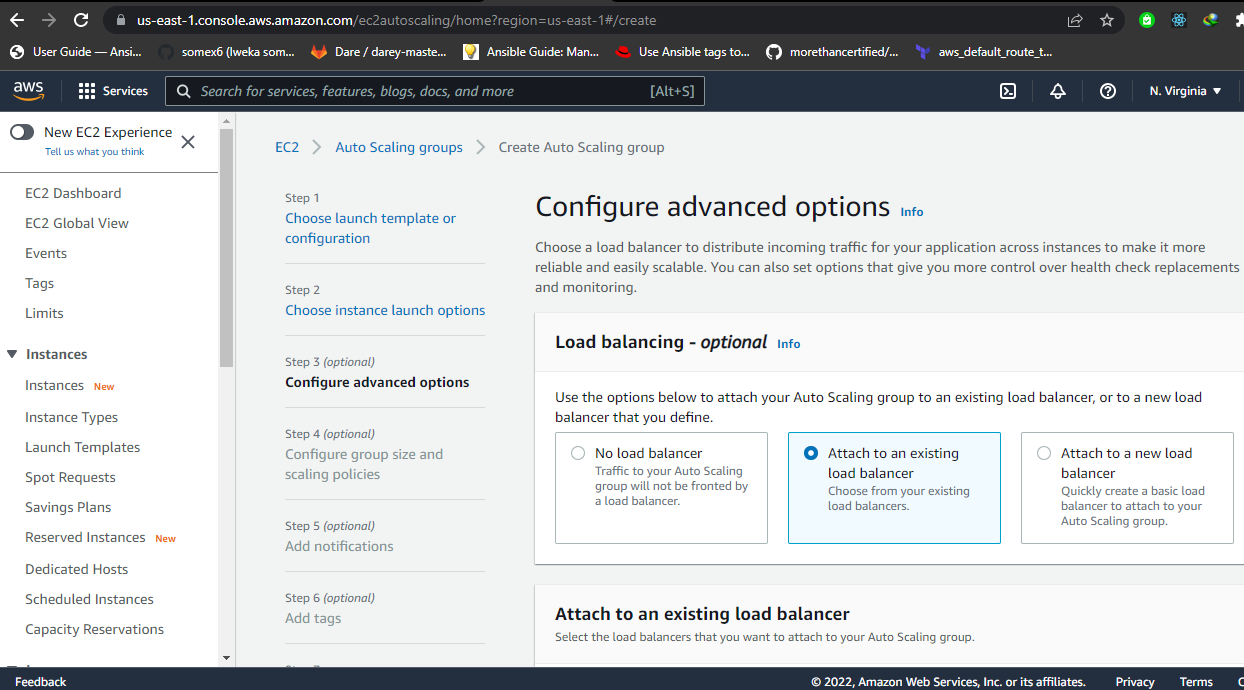 us-east-1.console.aws.amazon.com/ec2autoscaling/home?region=us-east-1#/create
User Guide — Ansi...
somex6 (Iweka som...
Dare / darey-maste...
Ansible Guide: Man...
Use Ansible tags to...
morethancertified/...
aws_default_route_t...
aws
Services
Search for services, features, blogs, docs, and more
[Alt+S]
N. Virginia
New EC2 Experience
Tell us what you think
EC2 Dashboard
EC2 Global View
Events
Tags
Limits
Instances
Instances New
Instance Types
Launch Templates
Spot Requests
Savings Plans
Reserved Instances New
Dedicated Hosts
Scheduled Instances
Capacity Reservations
EC2
Auto Scaling groups
Create Auto Scaling group
Step 1
Choose launch template or
configuration
Step 2
Choose instance launch options
Step 3 (optional)
Configure advanced options
Step 4 (optional)
Configure group size and
scaling policies
Step 5 (optional)
Add notifications
Step 6 (optional)
Add tags
Configure advanced options Info
Choose a load balancer to distribute incoming traffic for your application across instances to make it more
reliable and easily scalable. You can also set options that give you more control over health check replacements
and monitoring.
Load balancing - optional Info
Use the options below to attach your Auto Scaling group to an existing load balancer, or to a new load
balancer that you define.
No load balancer
Traffic to your Auto Scaling
group will not be fronted by
a load balancer.
Attach to an existing
load balancer
Choose from your existing
load balancers.
Attach to a new load
balancer
Quickly create a basic load
balancer to attach to your
Auto Scaling group.
Attach to an existing load balancer
Select the load balancers that you want to attach to your Auto Scaling group.
Feedback
© 2022, Amazon Web Services, Inc. or its affiliates.
Privacy
Terms